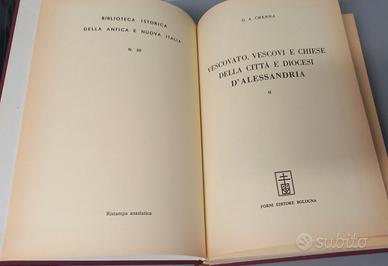 BIBLIOTECA ISTORICA
DELLA ANTICA E NUOVA ITALIA
Ristampa anastatica
G. A. CHENNA
VESCOVATO, VESCOVI E CHIESE
DELLA CITTÀ E DIOCESI
D'ALESSANDRIA
II
FORNI EDITORE BOLOGNA
subito